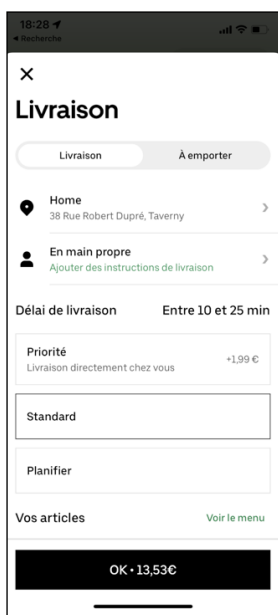 18:28
◀ Recherche
Livraison
Livraison
À emporter
Home
38 Rue Robert Dupré, Taverny
En main propre
Ajouter des instructions de livraison
Délai de livraison Entre 10 et 25 min
Priorité
Livraison directement chez vous
+1,99 €
Standard
Planifier
Vos articles Voir le menu
OK • 13,53€